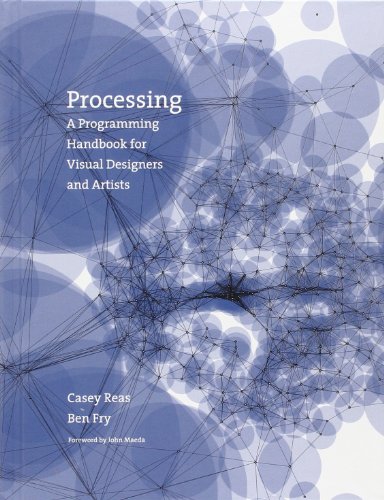 Processing
A Programming
Handbook for
Visual Designers
and Artists
Casey Reas
Ben Fry
Foreword by John Maeda